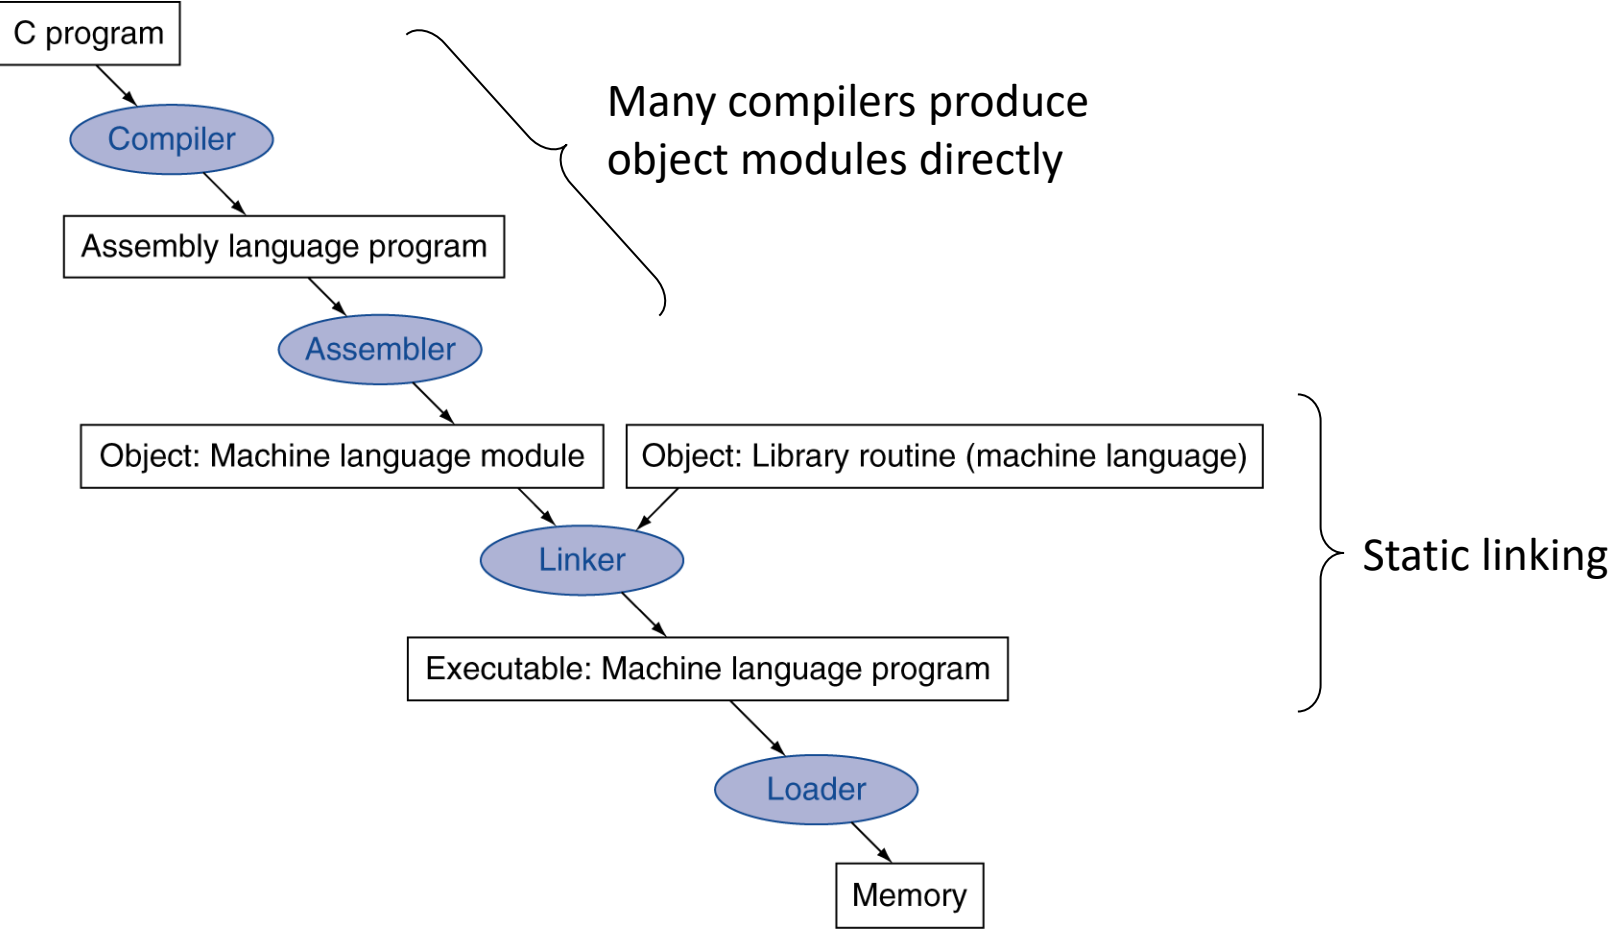 C program
Many compilers produce
object modules directly
Compiler
Assembly language program
Assembler
Object: Machine language module
Object: Library routine (machine language)
Linker
Static linking
Executable: Machine language program
Loader
Memory